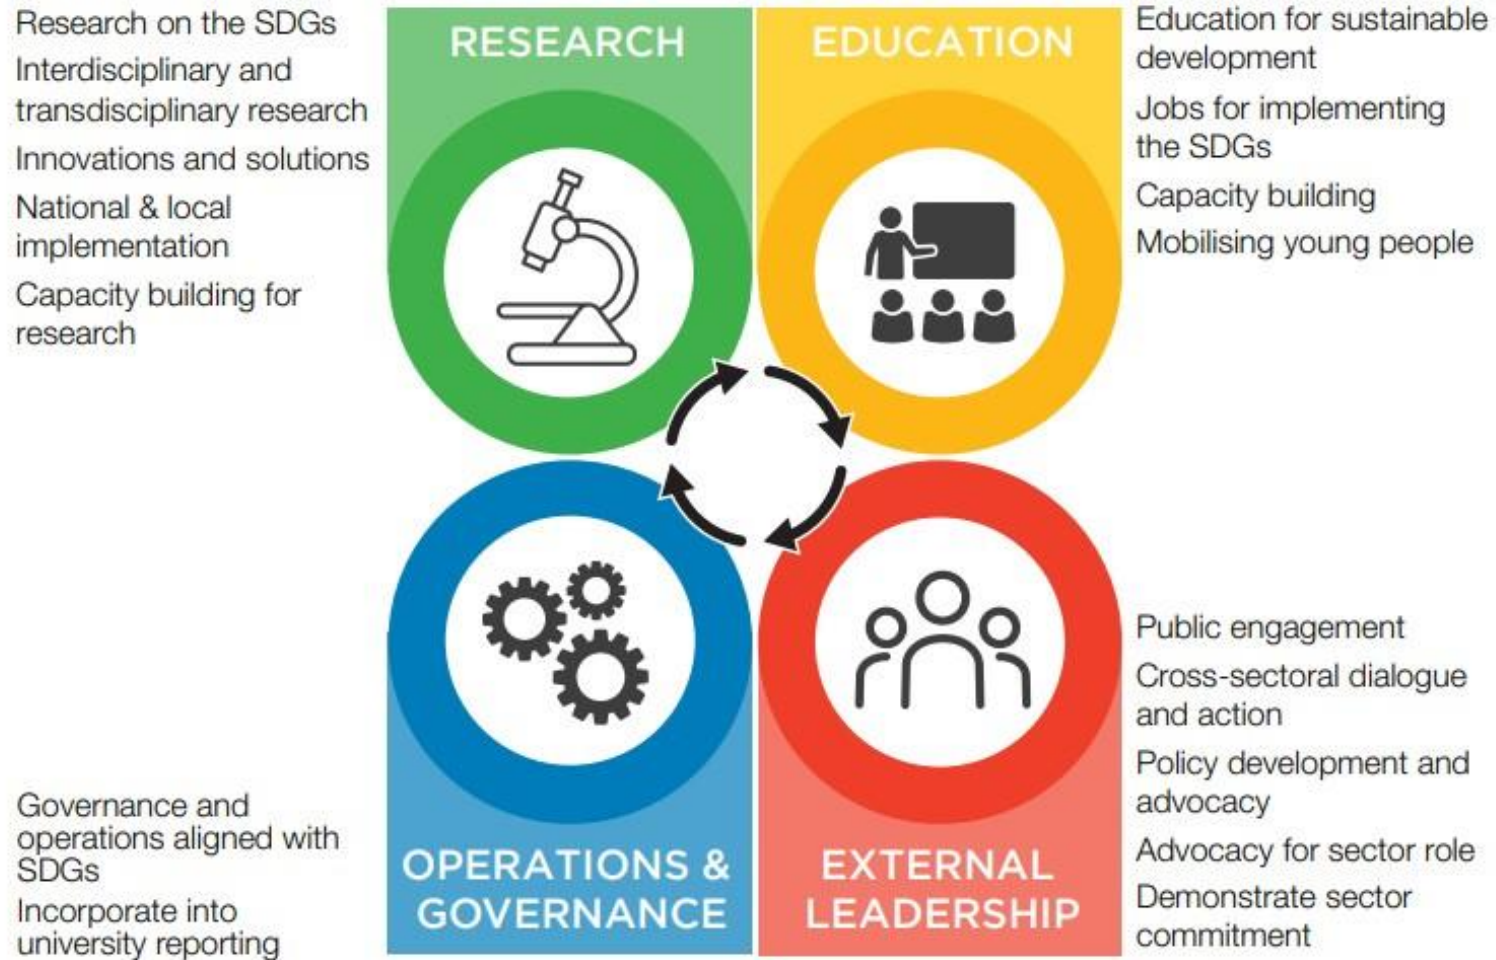 Research on the SDGs
Interdisciplinary and
transdisciplinary research
Innovations and solutions
National & local
implementation
Capacity building for
research
RESEARCH
EDUCATION
Education for sustainable
development
Jobs for implementing
the SDGs
Capacity building
Mobilising young people
Governance and
operations aligned with
SDGs
Incorporate into
university reporting
OPERATIONS &
GOVERNANCE
EXTERNAL
LEADERSHIP
Public engagement
Cross-sectoral dialogue
and action
Policy development and
advocacy
Advocacy for sector role
Demonstrate sector
commitment